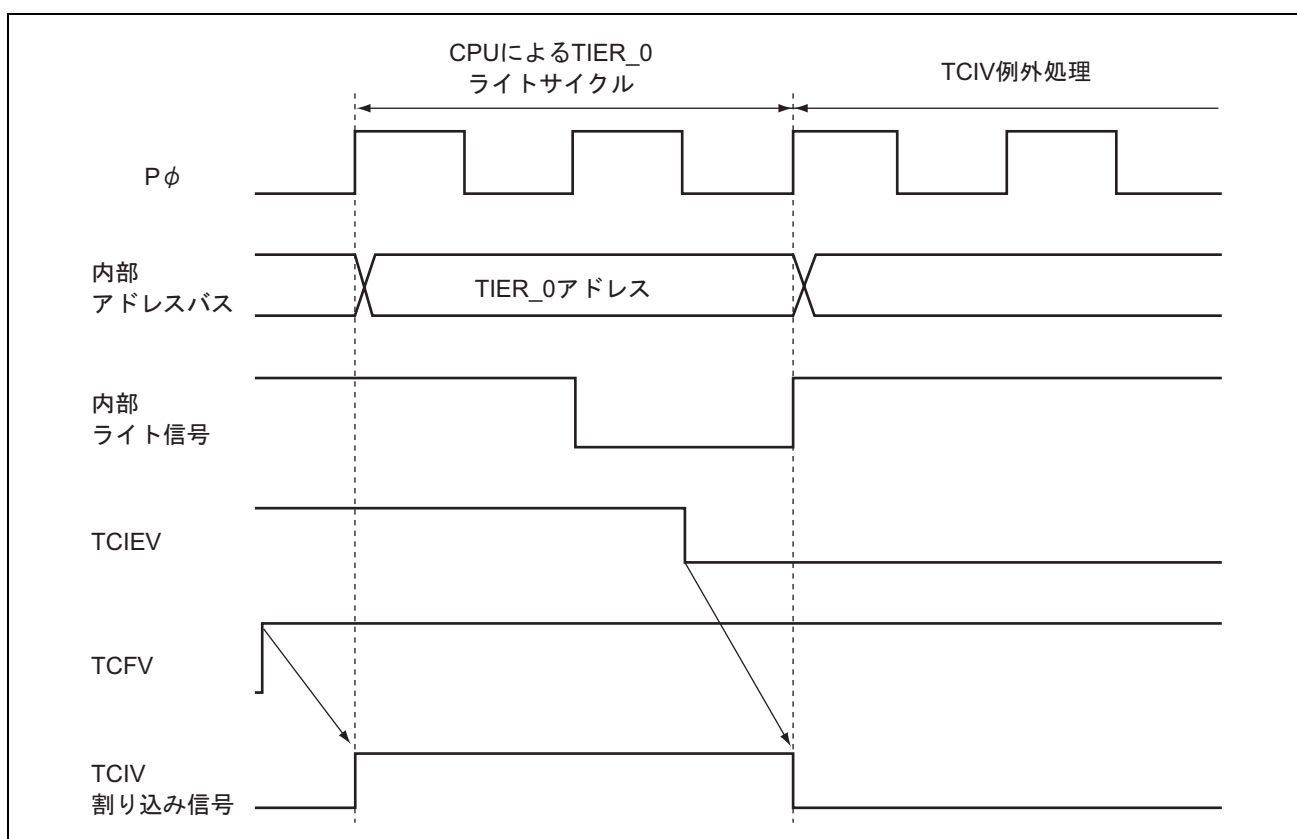 CPUによるTIER_0
ライトサイクル
TCIV例外処理
Pφ
内部
アドレスバス
TIER_0アドレス
内部
ライト信号
TCIEV
TCFV
TCIV
割り込み信号